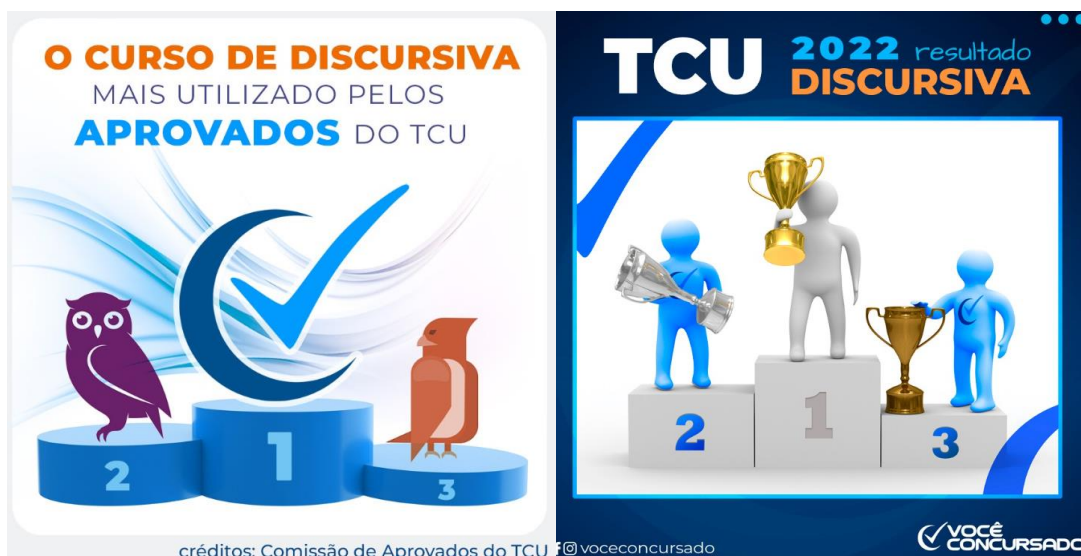 O CURSO DE DISCURSIVA
MAIS UTILIZADO PELOS
APROVADOS DO TCU
2
1
3
créditos: Comissão de Aprovados do TCU
TCU 2022 resultado
DISCURSIVA
2
1
3
voceconcursado
VOCÊ
CONCURSADO